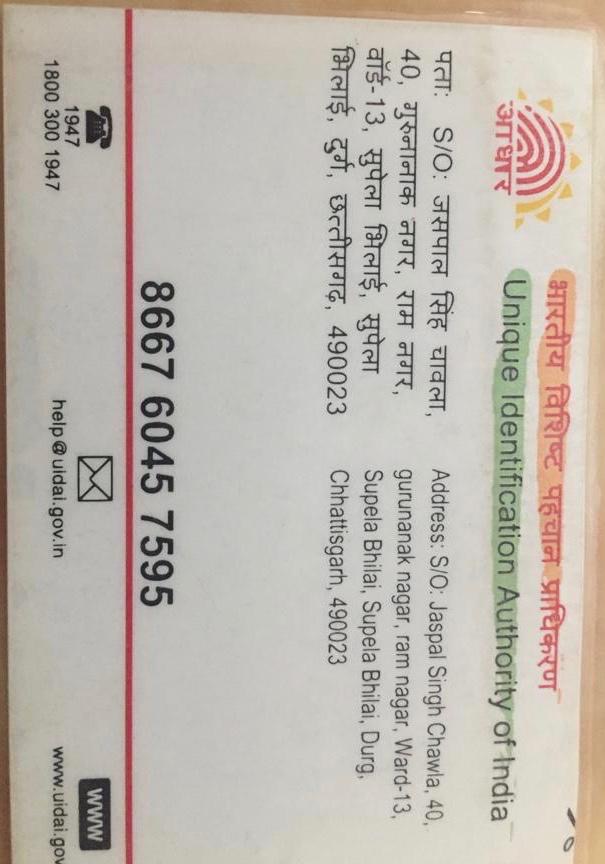 आधार
भारतीय विशिष्ट पहचान प्राधिकरण
Unique Identification Authority of India
पता: S/O: जसपाल सिंह चावला,
40, गुरुनानाक नगर, राम नगर,
वॉर्ड-13, सुपेला भिलाई, सुपेला
भिलाई, दुर्ग, छत्तीसगढ़, 490023
Address: S/O: Jaspal Singh Chawla, 40,
gurunanak nagar, ram nagar, Ward-13,
Supela Bhilai, Supela Bhilai, Durg,
Chhattisgarh, 490023
8667 6045 7595
1947
1800 300 1947
help@uidai.gov.in
www
www.uidai.gov